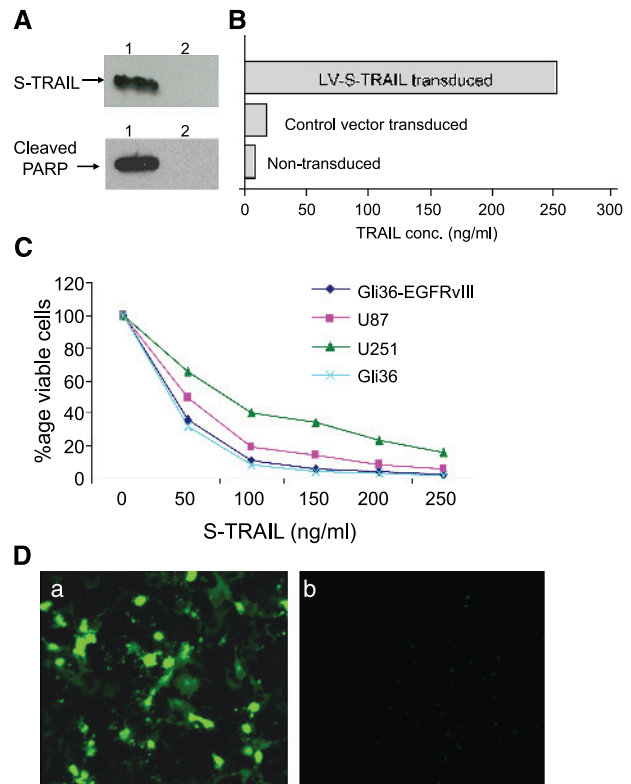 A
1 2
S-TRAIL
1 2
Cleaved
PARP
B
LV-S-TRAIL transduced
Control vector transduced
Non-transduced
0 50 100 150 200 250 300
TRAIL conc. (ng/ml)
C
120
100
80
60
40
20
0
%age viable cells
Gli36-EGFRvIII
U87
U251
Gli36
0 50 100 150 200 250
S-TRAIL (ng/ml)
D
a
b